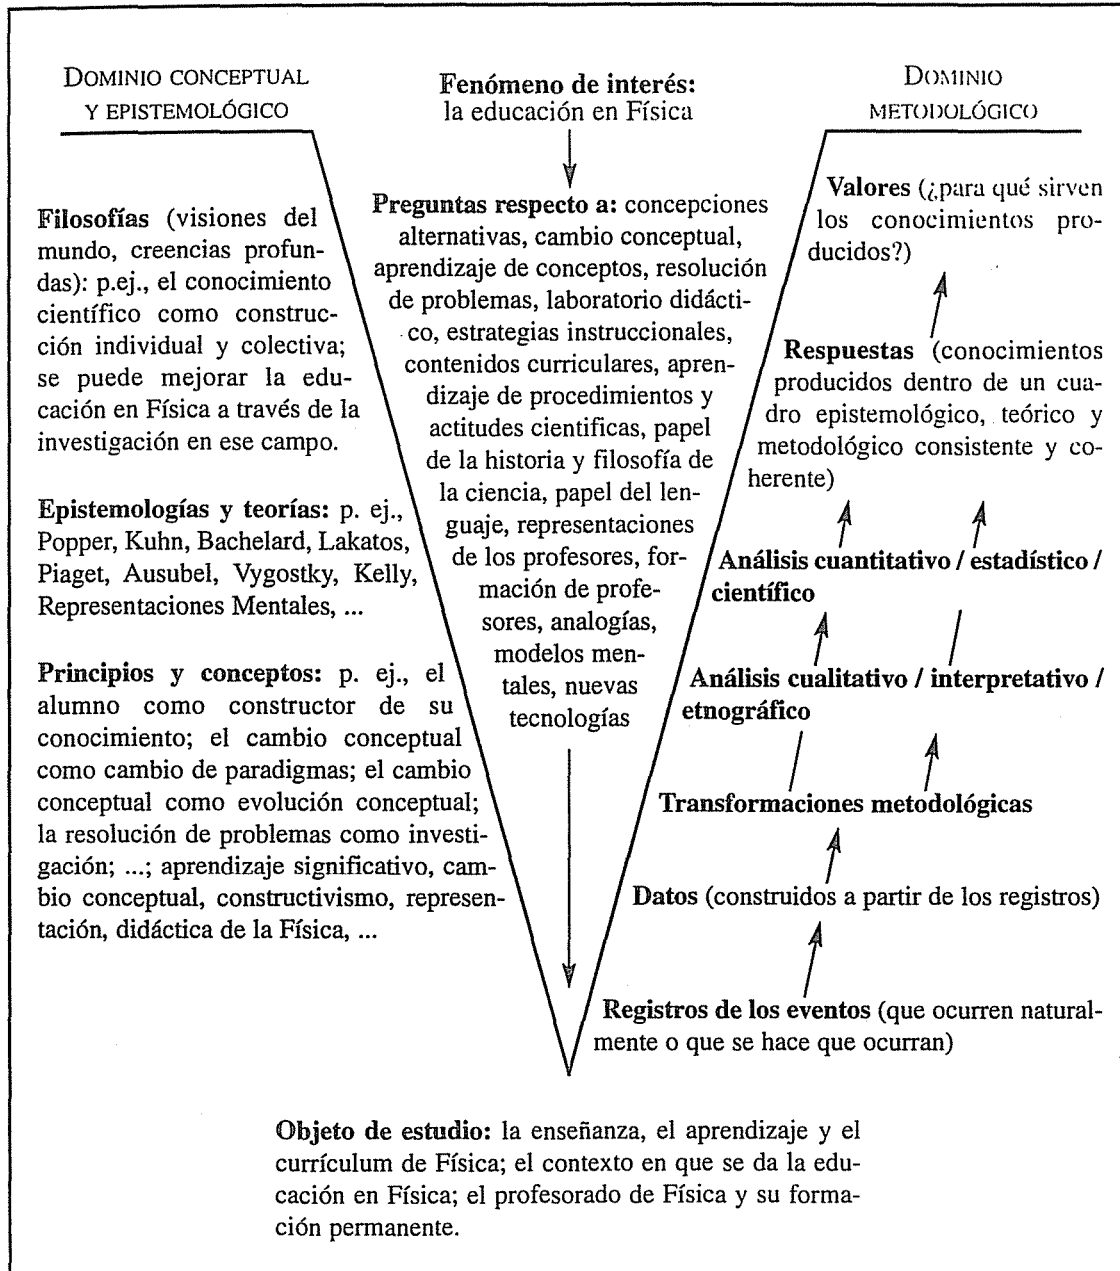 DOMINIO CONCEPTUAL
Y EPISTEMOLÓGICO
Filosofías (visiones del
mundo, creencias profun-
das): p.ej., el conocimiento
científico como construc-
ción individual y colectiva;
se puede mejorar la edu-
cación en Física a través de la
investigación en ese campo.
Epistemologías y teorías: p. ej.,
Popper, Kuhn, Bachelard, Lakatos,
Piaget, Ausubel, Vygostky, Kelly,
Representaciones Mentales, ...
Principios y conceptos: p. ej., el
alumno como constructor de su
conocimiento; el cambio conceptual
como cambio de paradigmas; el cambio
conceptual como evolución conceptual;
la resolución de problemas como investi-
gación; ...; aprendizaje significativo, cam-
bio conceptual, constructivismo, represen-
tación, didáctica de la Física, ...
Fenómeno de interés:
la educación en Física
Preguntas respecto a: concepciones
alternativas, cambio conceptual,
aprendizaje de conceptos, resolución
de problemas, laboratorio didácti-
co, estrategias instruccionales,
contenidos curriculares, apren-
dizaje de procedimientos y
actitudes cientificas, papel
de la historia y filosofía de
la ciencia, papel del len-
guaje, representaciones
de los profesores, for-
mación de profe-
sores, analogías,
modelos men-
tales, nuevas
tecnologías
DOMINIO
METODOLÓGICO
Valores (¿para qué sirven
los conocimientos pro-
ducidos?)
Respuestas (conocimientos
producidos dentro de un cua-
dro epistemológico, teórico y
metodológico consistente y co-
herente)
Análisis cuantitativo / estadístico /
científico
Análisis cualitativo / interpretativo /
etnográfico
Transformaciones metodológicas
Datos (construidos a partir de los registros)
Registros de los eventos (que ocurren natural-
mente o que se hace que ocurran)
Objeto de estudio: la enseñanza, el aprendizaje y el
currículum de Física; el contexto en que se da la edu-
cación en Física; el profesorado de Física y su forma-
ción permanente.